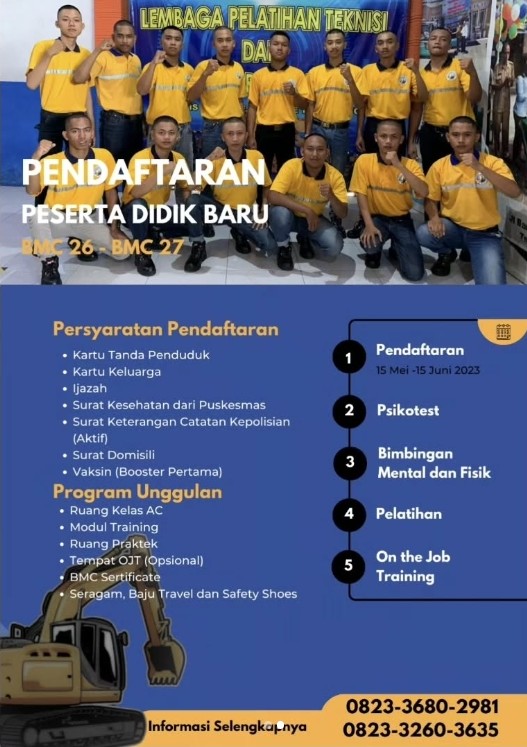 LEMBAGA PELATIHAN TEKNISI
DAN
PENDAFTARAN
PESERTA DIDIK BARU
BMC 26 - BMC 27
Persyaratan Pendaftaran
• Kartu Tanda Penduduk
• Kartu Keluarga
• Ijazah
• Surat Kesehatan dari Puskesmas
• Surat Keterangan Catatan Kepolisian
(Aktif)
• Surat Domisili
• Vaksin (Booster Pertama)
Program Unggulan
• Ruang Kelas AC
• Modul Training
• Ruang Praktek
• Tempat OJT (Opsional)
• BMC Sertificate
• Seragam, Baju Travel dan Safety Shoes
1 Pendaftaran
15 Mei -15 Juni 2023
2 Psikotest
3 Bimbingan
Mental dan Fisik
4 Pelatihan
5 On the Job
Training
Informasi Selengkapnya
0823-3680-2981
0823-3260-3635